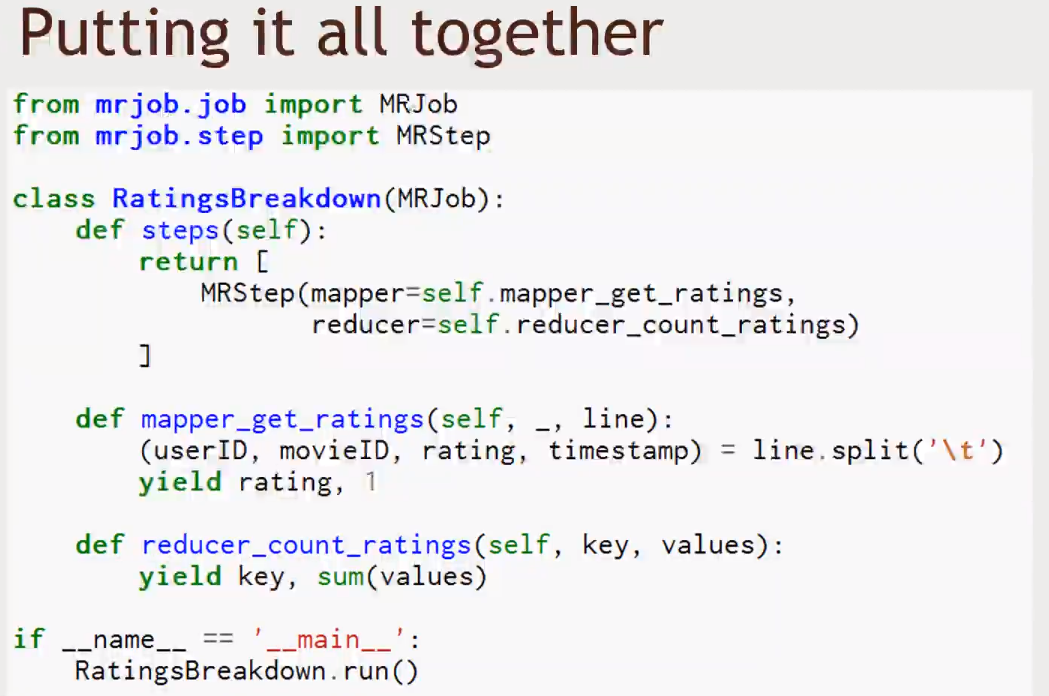 Putting it all together
from mrjob.job import MRJob
from mrjob.step import MRStep
class RatingsBreakdown(MRJob):
    def steps(self):
        return [
            MRStep(mapper=self.mapper_get_ratings,
                   reducer=self.reducer_count_ratings)
        ]
    def mapper_get_ratings(self, _, line):
        (userID, movieID, rating, timestamp) = line.split('\t')
        yield rating, 1
    def reducer_count_ratings(self, key, values):
        yield key, sum(values)
if __name__ == '__main__':
    RatingsBreakdown.run()